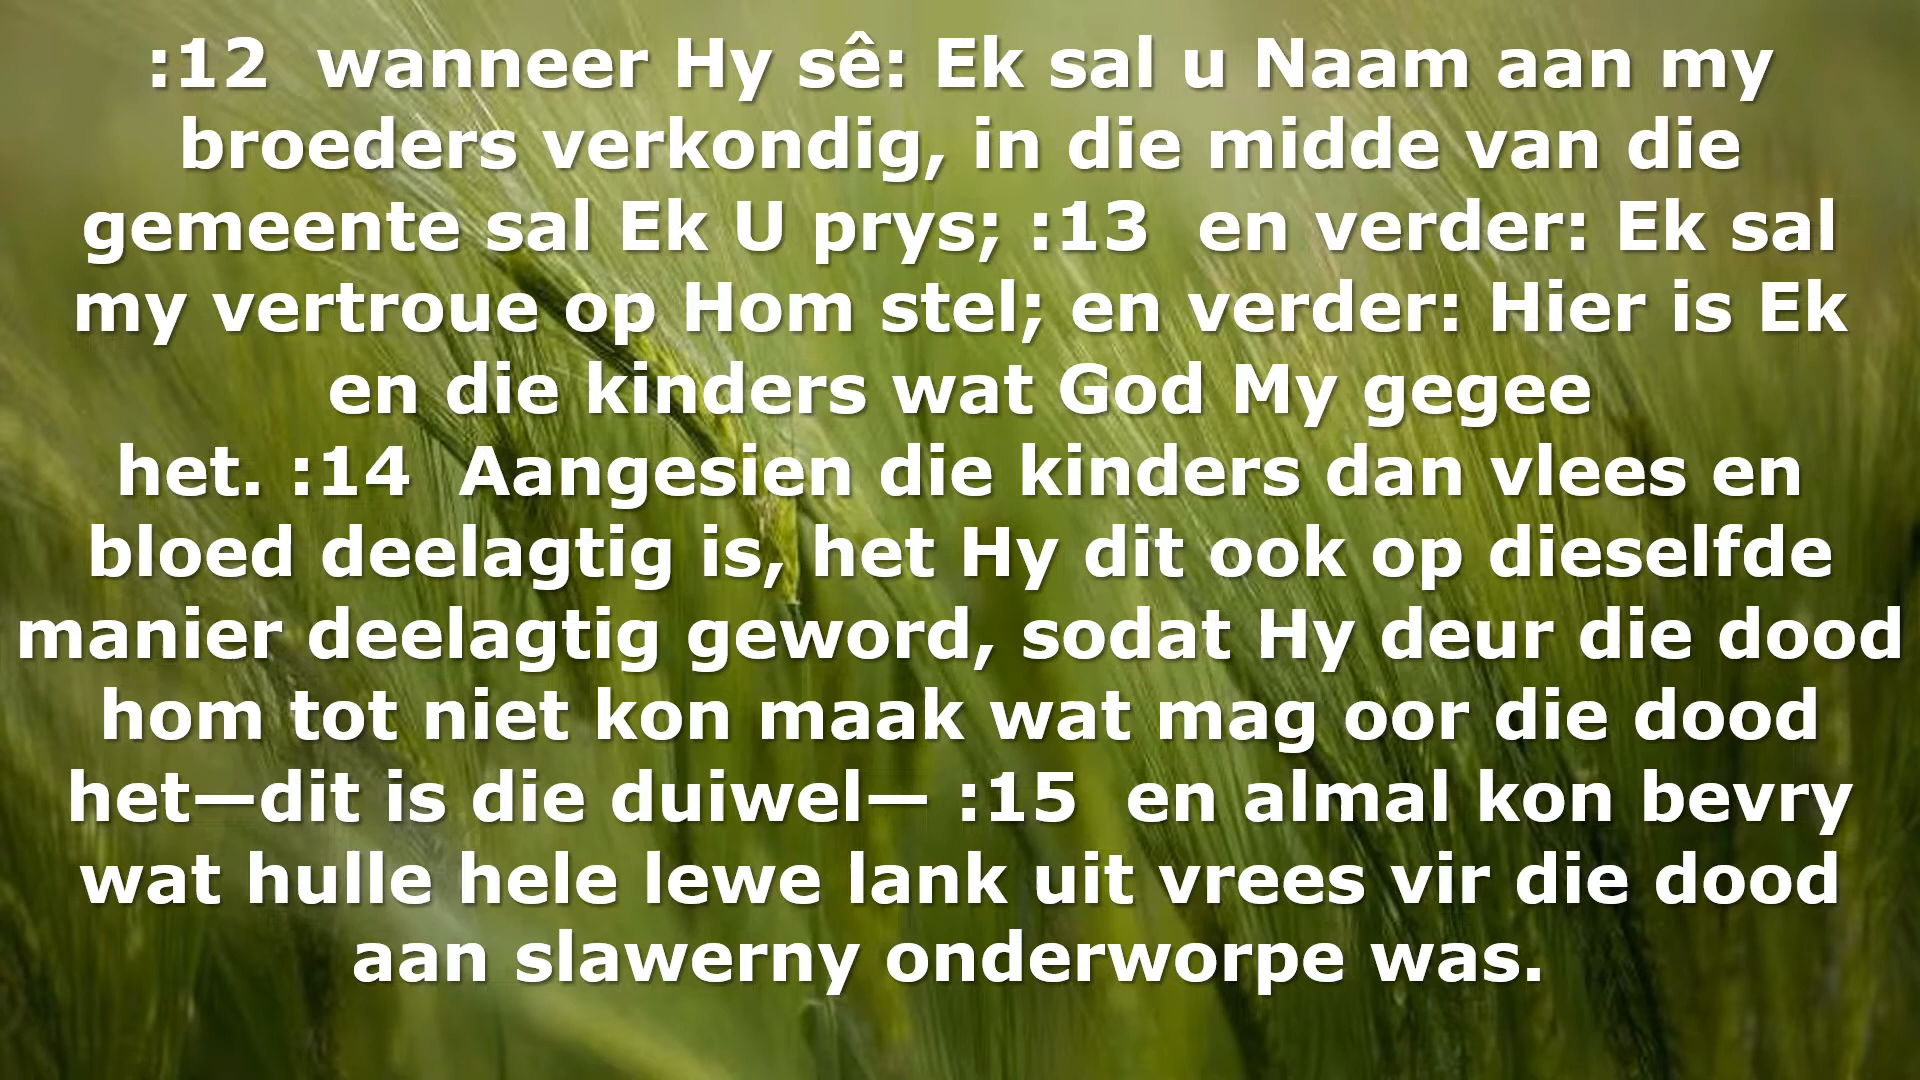 :12  wanneer Hy sê: Ek sal u Naam aan my
broeders verkondig, in die midde van die
gemeente sal Ek U prys; :13  en verder: Ek sal
my vertroue op Hom stel; en verder: Hier is Ek
en die kinders wat God My gegee
het. :14  Aangesien die kinders dan vlees en
bloed deelagtig is, het Hy dit ook op dieselfde
manier deelagtig geword, sodat Hy deur die dood
hom tot niet kon maak wat mag oor die dood
het—dit is die duiwel— :15  en almal kon bevry
wat hulle hele lewe lank uit vrees vir die dood
aan slawerny onderworpe was.